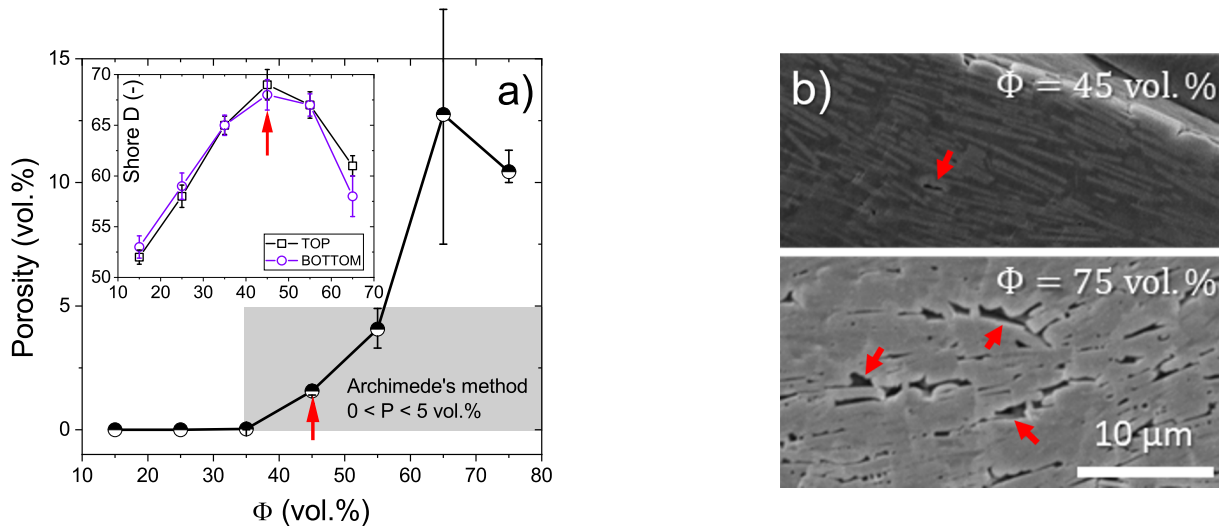 a)
15
10
5
0
Porosity (vol.%)
10 20 30 40 50 60 70 80
Φ (vol.%)
Archimede's method
0 < P < 5 vol.%
70
65
60
53
50
Shore D (-)
10 20 30 40 50 60 70
TOP
BOTTOM
b)
Φ = 45 vol.%
Φ = 75 vol.%
10 μm